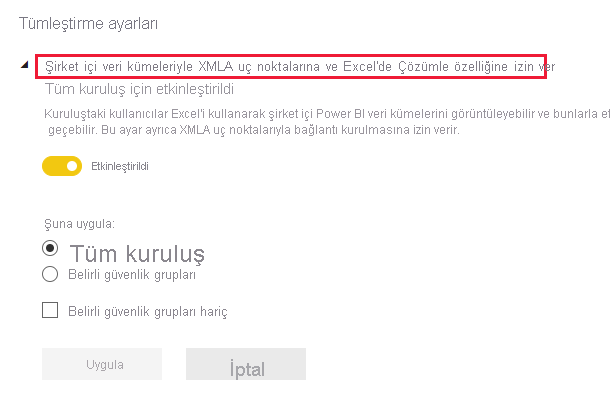 Tümleştirme ayarları
Şirket içi veri kümeleriyle XMLA uç noktalarına ve Excel'de Çözümle özelliğine izin ver
Tüm kuruluş için etkinleştirildi
Kuruluştaki kullanıcılar Excel'i kullanarak şirket içi Power BI veri kümelerini görüntüleyebilir ve bunlarla et
geçebilir. Bu ayar ayrıca XMLA uç noktalarıyla bağlantı kurulmasına izin verir.
Etkinleştirildi
Şuna uygula:
Tüm kuruluş
Belirli güvenlik grupları
Belirli güvenlik grupları hariç
Uygula
İptal